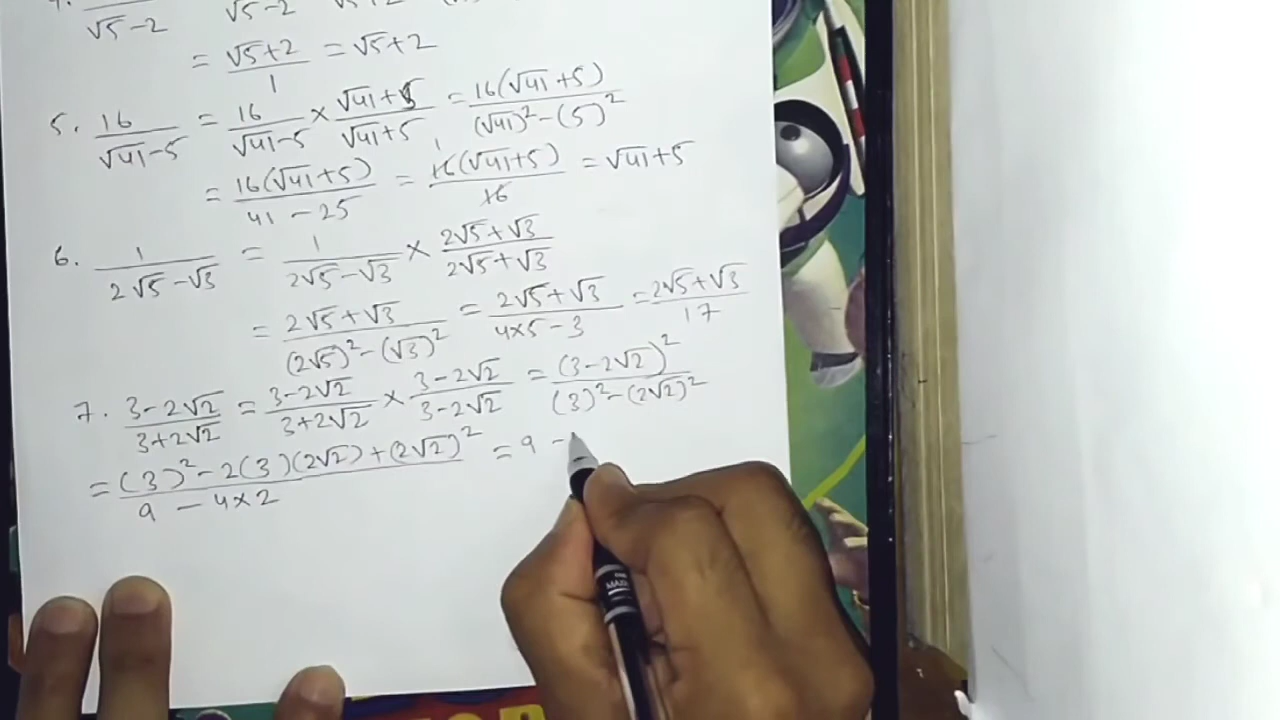 √5-2 √5-2
= √5+2/1 = √5+2
5. 16/√41-5 = 16/√41-5 × √41+5/√41+5 = 16(√41+5)/(√41)²-(5)²
= 16(√41+5)/41-25 = 16(√41+5)/16 1 = √41+5
6. 1/2√5-√3 = 1/2√5-√3 × 2√5+√3/2√5+√3
= 2√5+√3/(2√5)²-(√3)² = 2√5+√3/4×5-3 = 2√5+√3/17
7. 3-2√2/3+2√2 = 3-2√2/3+2√2 × 3-2√2/3-2√2 = (3-2√2)²/(3)²-(2√2)²
= (3)²-2(3)(2√2)+(2√2)²/9-4×2 = 9 -